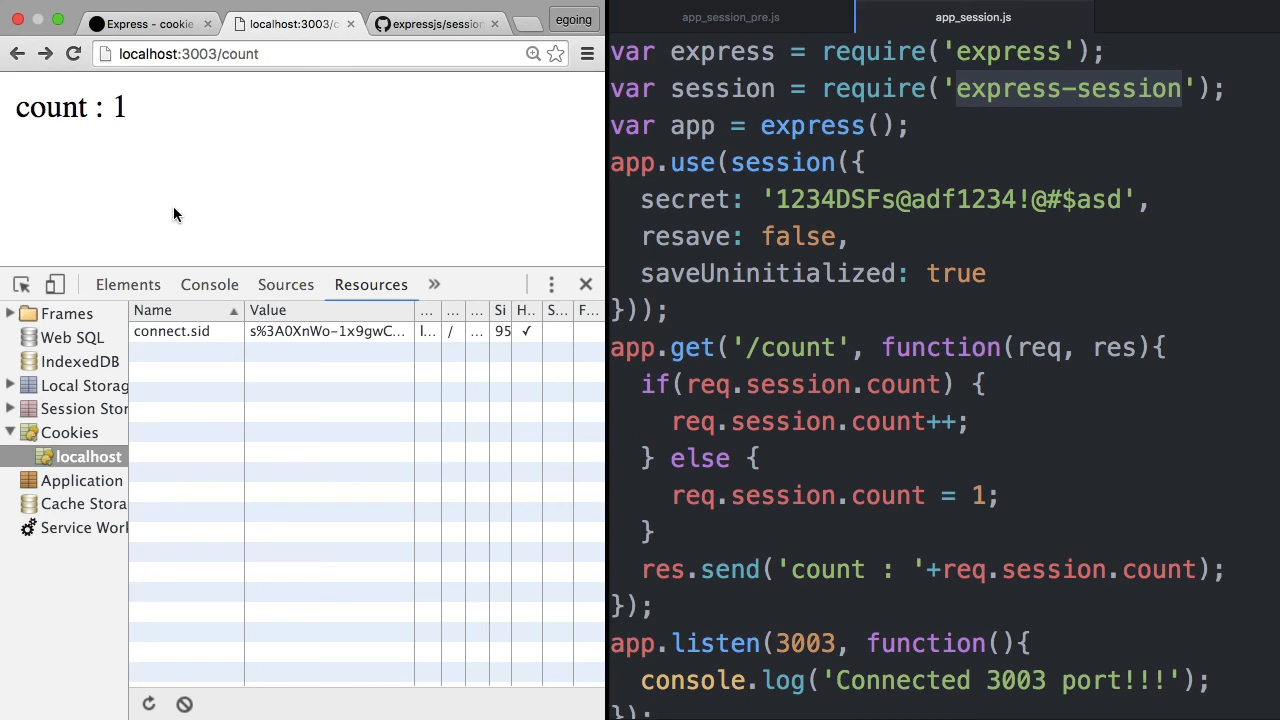 Express - cookie
localhost:3003/c
expressjs/session
egoing
localhost:3003/count
count : 1
Elements
Console
Sources
Resources
»
Frames
Web SQL
IndexedDB
Local Storag
Session Stor
Cookies
localhost
Application
Cache Stora
Service Work
Name
Value
...
...
...
Si
H..
S...
F...
connect.sid
s%3A0XnWo-1x9gwC...
l...
/
...
95
✓
app_session_pre.js
app_session.js
var express = require('express');
var session = require('express-session');
var app = express();
app.use(session({
  secret: '1234DSFs@adf1234!@#$asd',
  resave: false,
  saveUninitialized: true
}));
app.get('/count', function(req, res){
  if(req.session.count) {
    req.session.count++;
  } else {
    req.session.count = 1;
  }
  res.send('count : '+req.session.count);
});
app.listen(3003, function(){
  console.log('Connected 3003 port!!!');
});